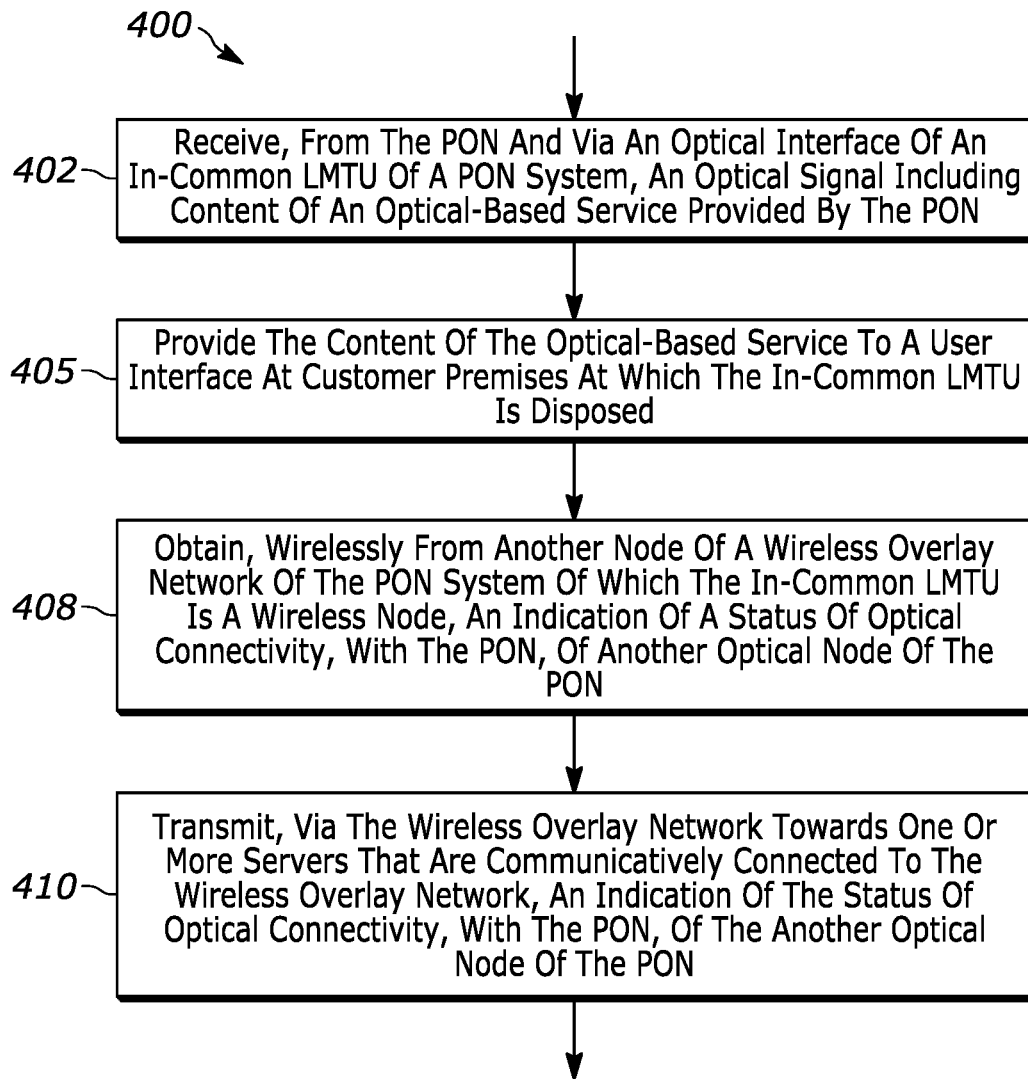 400
402
Receive, From The PON And Via An Optical Interface Of An
In-Common LMTU Of A PON System, An Optical Signal Including
Content Of An Optical-Based Service Provided By The PON
405
Provide The Content Of The Optical-Based Service To A User
Interface At Customer Premises At Which The In-Common LMTU
Is Disposed
408
Obtain, Wirelessly From Another Node Of A Wireless Overlay
Network Of The PON System Of Which The In-Common LMTU
Is A Wireless Node, An Indication Of A Status Of Optical
Connectivity, With The PON, Of Another Optical Node Of The
PON
410
Transmit, Via The Wireless Overlay Network Towards One Or
More Servers That Are Communicatively Connected To The
Wireless Overlay Network, An Indication Of The Status Of
Optical Connectivity, With The PON, Of The Another Optical
Node Of The PON